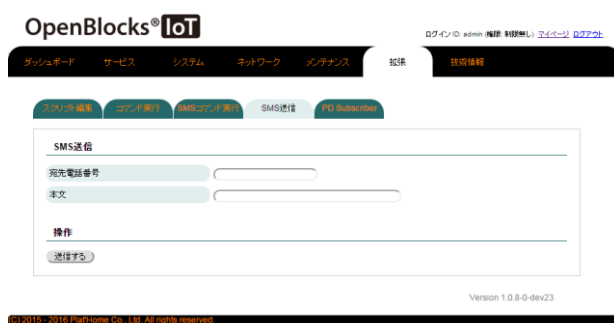 OpenBlocks® IoT
ログインID: admin (権限: 制限無し) マイページ ログアウト
ダッシュボード サービス システム ネットワーク メンテナンス 拡張 技術情報
スクリプト編集 コマンド実行 SMSコマンド実行 SMS送信 PD Subscriber
SMS送信
宛先電話番号
本文
操作
送信する
Version 1.0.8-0-dev23
(C) 2015 - 2016 Plat'Home Co., Ltd. All rights reserved.